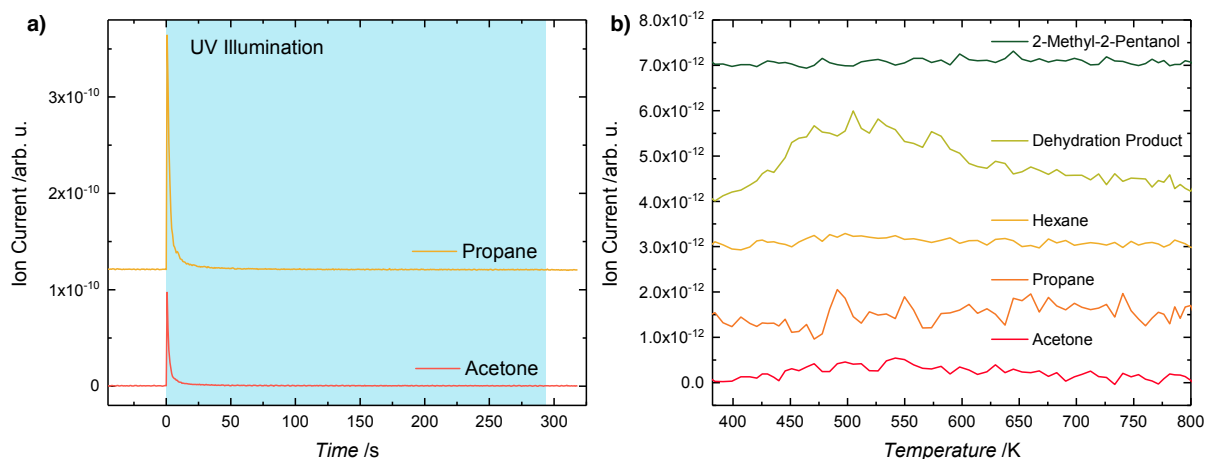 a)
UV Illumination
Ion Current /arb. u.
3x10⁻¹⁰
2x10⁻¹⁰
1x10⁻¹⁰
0
Propane
Acetone
0 50 100 150 200 250 300
Time /s
b)
Ion Current /arb. u.
8.0x10⁻¹²
7.0x10⁻¹²
6.0x10⁻¹²
5.0x10⁻¹²
4.0x10⁻¹²
3.0x10⁻¹²
2.0x10⁻¹²
1.0x10⁻¹²
0.0
2-Methyl-2-Pentanol
Dehydration Product
Hexane
Propane
Acetone
400 450 500 550 600 650 700 750 800
Temperature /K